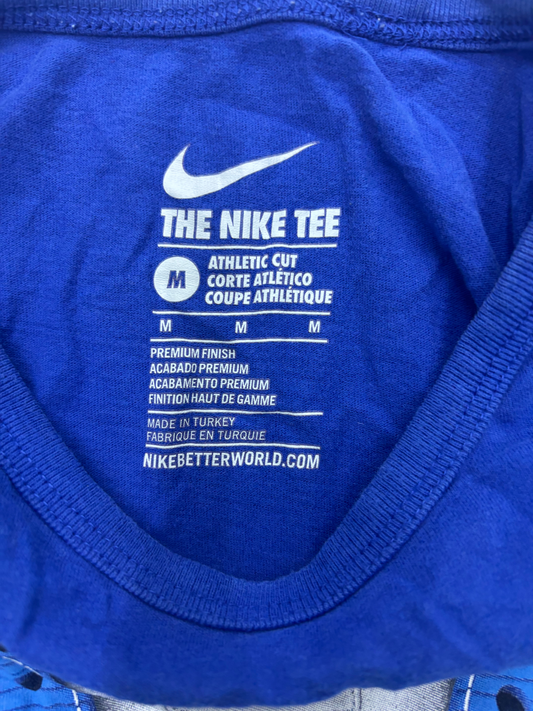 THE NIKE TEE
M
ATHLETIC CUT
CORTE ATLÉTICO
COUPE ATHLÉTIQUE
M M M
PREMIUM FINISH
ACABADO PREMIUM
ACABAMENTO PREMIUM
FINITION HAUT DE GAMME
MADE IN TURKEY
FABRIQUE EN TURQUIE
NIKEBETTERWORLD.COM